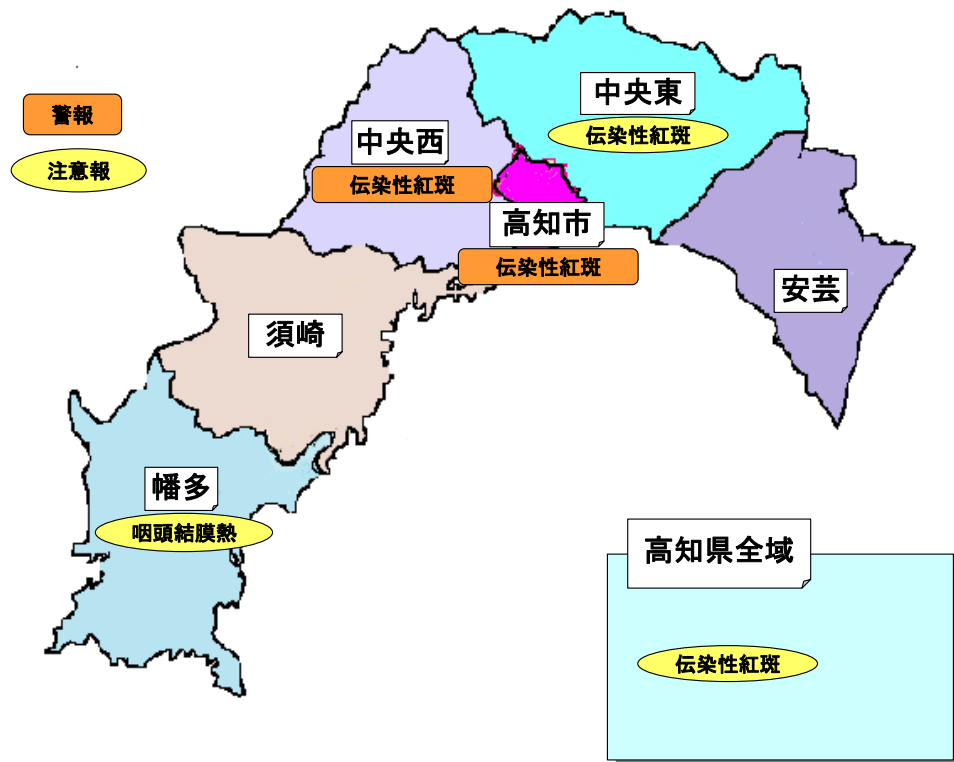 警報
注意報
中央東
伝染性紅斑
中央西
伝染性紅斑
高知市
伝染性紅斑
安芸
須崎
幡多
咽頭結膜熱
高知県全域
伝染性紅斑